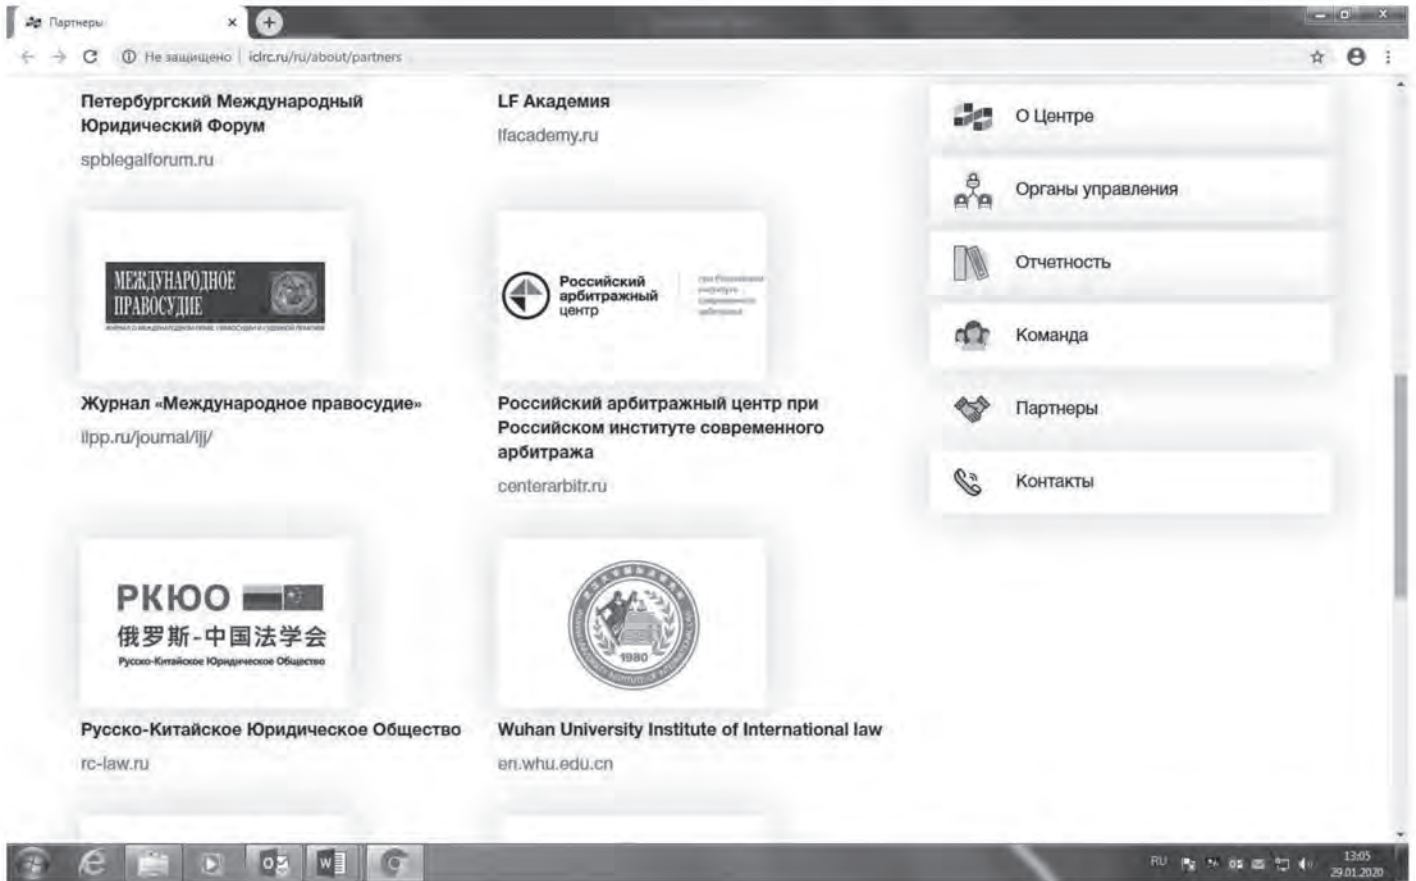 Партнеры
Не защищено
iclrc.ru/ru/about/partners
Петербургский Международный
Юридический Форум
spblegalforum.ru
LF Академия
lfacademy.ru
МЕЖДУНАРОДНОЕ
ПРАВОСУДИЕ
Журнал «Международное правосудие»
ilpp.ru/journal/ijj/
Российский
арбитражный
центр
Российский арбитражный центр при
Российском институте современного
арбитража
centerarbitr.ru
РКЮО
俄罗斯-中国法学会
Русско-Китайское Юридическое Общество
Русско-Китайское Юридическое Общество
rc-law.ru
1980
Wuhan University Institute of International law
en.whu.edu.cn
О Центре
Органы управления
Отчетность
Команда
Партнеры
Контакты
RU
13:05
29.01.2020